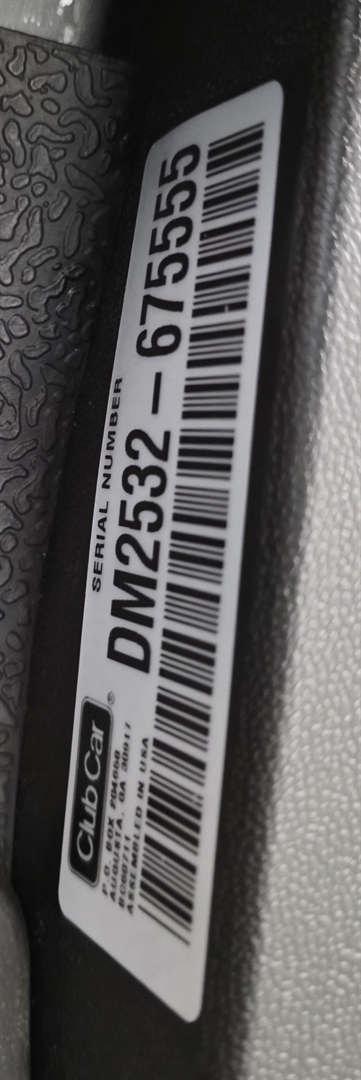 SERIAL NUMBER
DM2532-675555
Club Car®
P.O. BOX 204658
AUGUSTA, GA 30917
ASSEMBLED IN USA